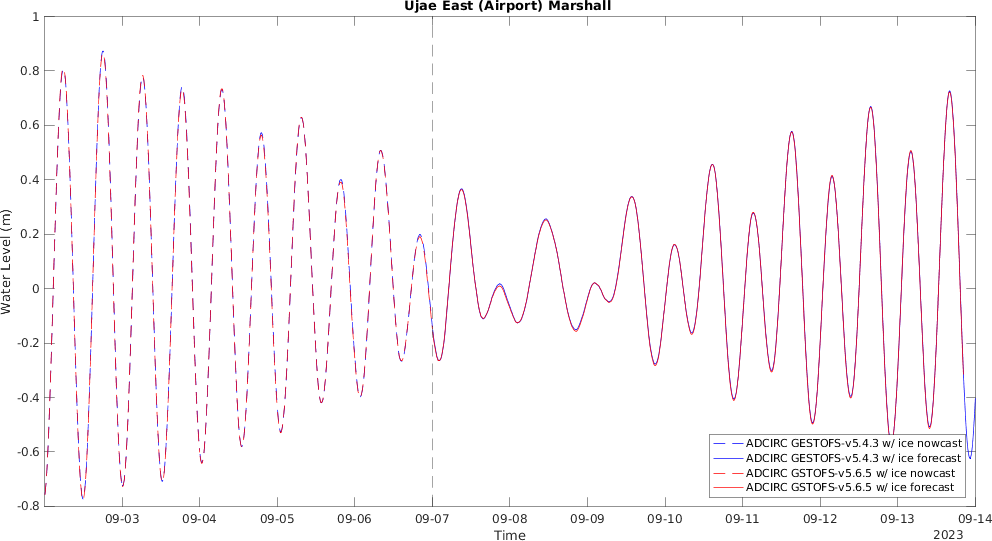 Ujae East (Airport) Marshall
1
0.8
0.6
0.4
0.2
0
-0.2
-0.4
-0.6
-0.8
Water Level (m)
ADCIRC GESTOFS-v5.4.3 w/ ice nowcast
ADCIRC GESTOFS-v5.4.3 w/ ice forecast
ADCIRC GSTOFS-v5.6.5 w/ ice nowcast
ADCIRC GSTOFS-v5.6.5 w/ ice forecast
09-03 09-04 09-05 09-06 09-07 09-08 09-09 09-10 09-11 09-12 09-13 09-14
Time
2023